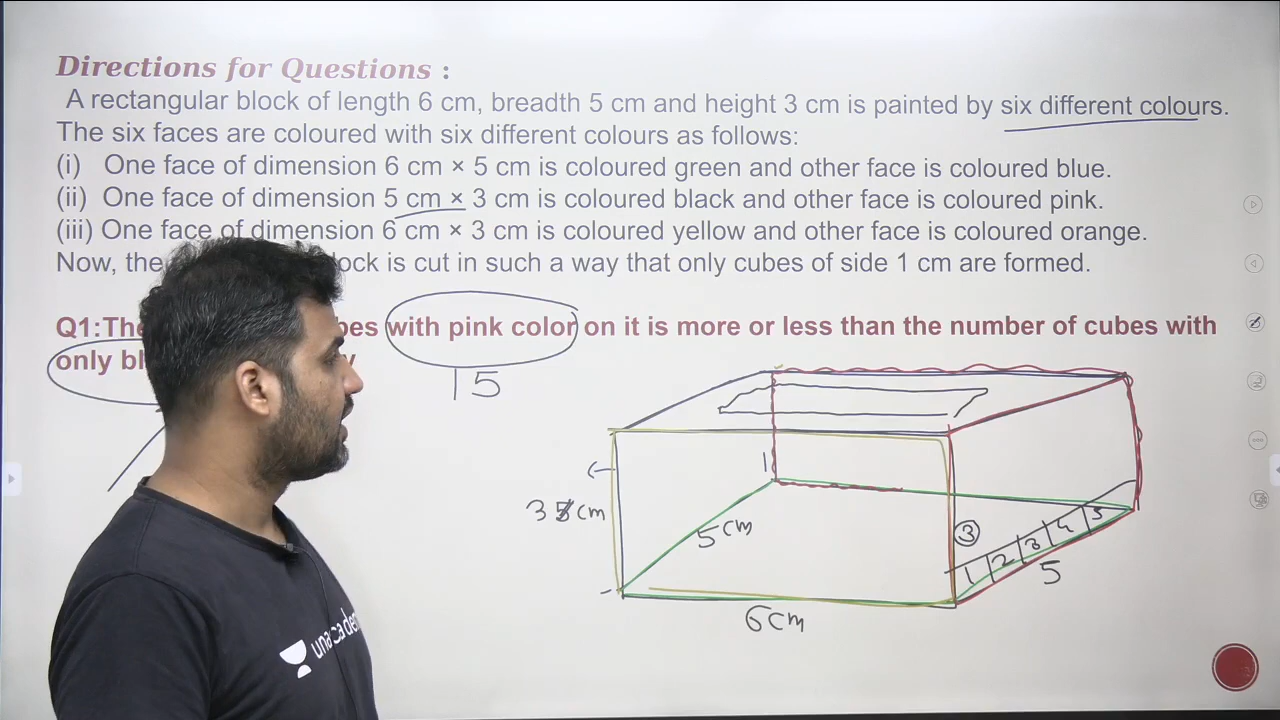 Directions for Questions :
A rectangular block of length 6 cm, breadth 5 cm and height 3 cm is painted by six different colours.
The six faces are coloured with six different colours as follows:
(i) One face of dimension 6 cm × 5 cm is coloured green and other face is coloured blue.
(ii) One face of dimension 5 cm × 3 cm is coloured black and other face is coloured pink.
(iii) One face of dimension 6 cm × 3 cm is coloured yellow and other face is coloured orange.
Now, the lock is cut in such a way that only cubes of side 1 cm are formed.
Q1:The bes with pink color on it is more or less than the number of cubes with
only bl y
15
3 cm
5 cm
6 cm
3
1 2 3 4 5
5
unacademy